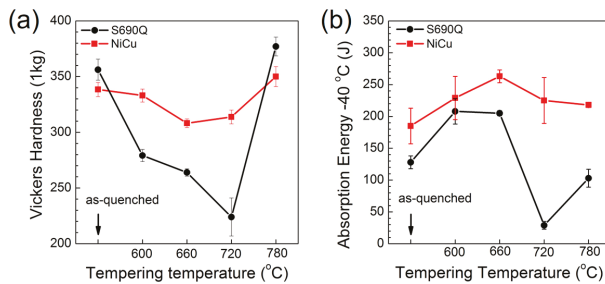 (a)
S690Q
NiCu
400
350
300
250
200
Vickers Hardness (1kg)
as-quenched
600 660 720 780
Tempering temperature (°C)
(b)
S690Q
NiCu
400
350
300
250
200
150
100
50
0
Absorption Energy -40 °C (J)
as-quenched
600 660 720 780
Tempering Temperature (°C)